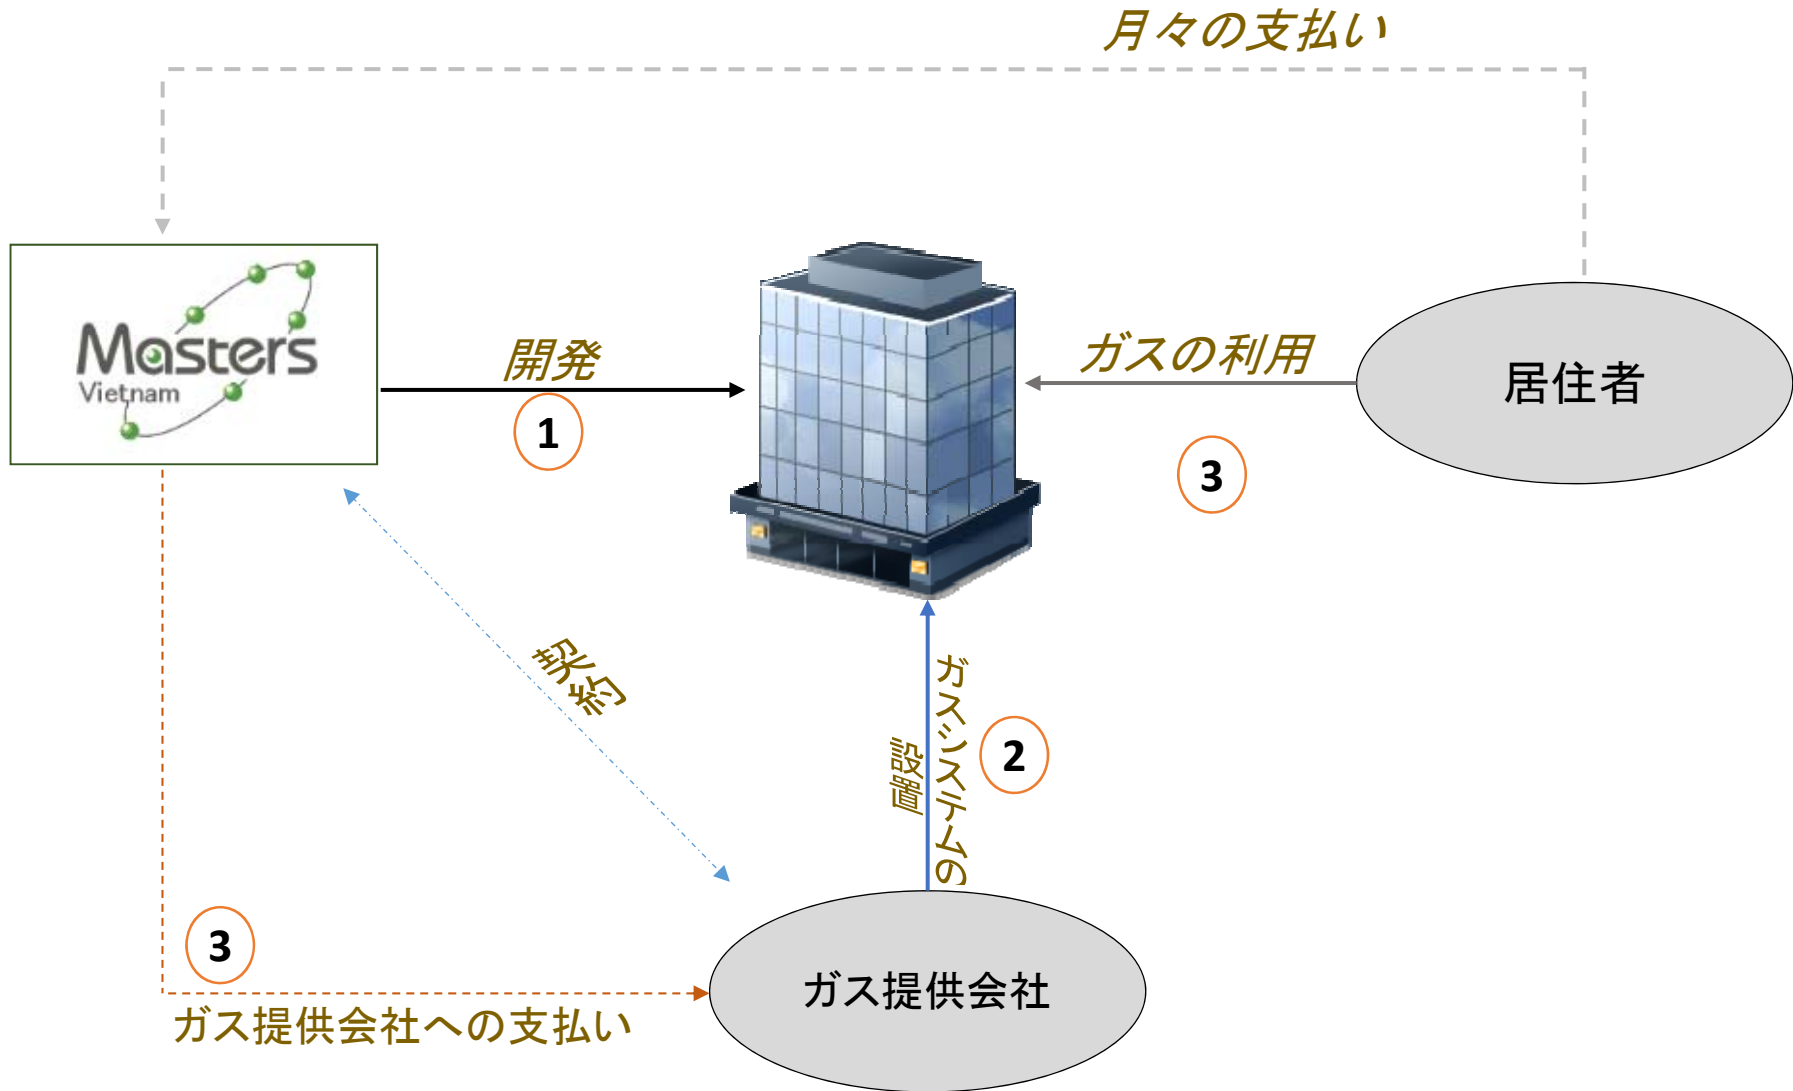 月々の支払い
Masters
Vietnam
開発
1
ガスの利用
3
居住者
契約
ガスシステムの
設置
2
3
ガス提供会社への支払い
ガス提供会社